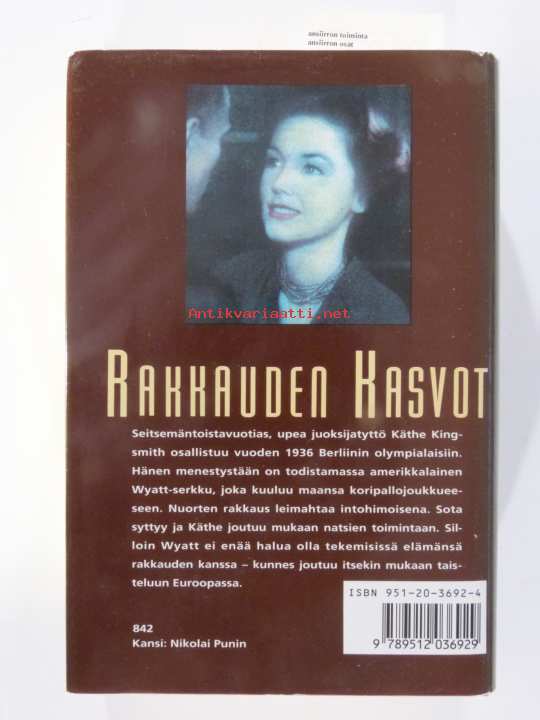 ansiirron toiminta
ansiirron osat
Antikvariaatti.net
RAKKAUDEN KASVOT
Seitsemäntoistavuotias, upea juoksijatyttö Käthe King-
smith osallistuu vuoden 1936 Berliinin olympialaisiin.
Hänen menestystään on todistamassa amerikkalainen
Wyatt-serkku, joka kuuluu maansa koripallojoukkuee-
seen. Nuorten rakkaus leimahtaa intohimoisena. Sota
syttyy ja Käthe joutuu mukaan natsien toimintaan. Sil-
loin Wyatt ei enää halua olla tekemisissä elämänsä
rakkauden kanssa – kunnes joutuu itsekin mukaan tais-
teluun Euroopassa.
ISBN 951-20-3692-4
9 789512 036929
842
Kansi: Nikolai Punin